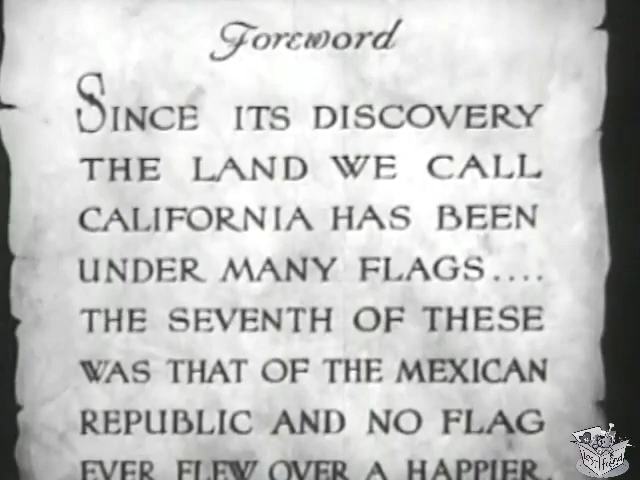 Foreword
SINCE ITS DISCOVERY
THE LAND WE CALL
CALIFORNIA HAS BEEN
UNDER MANY FLAGS....
THE SEVENTH OF THESE
WAS THAT OF THE MEXICAN
REPUBLIC AND NO FLAG
EVER FLEW OVER A HAPPIER,